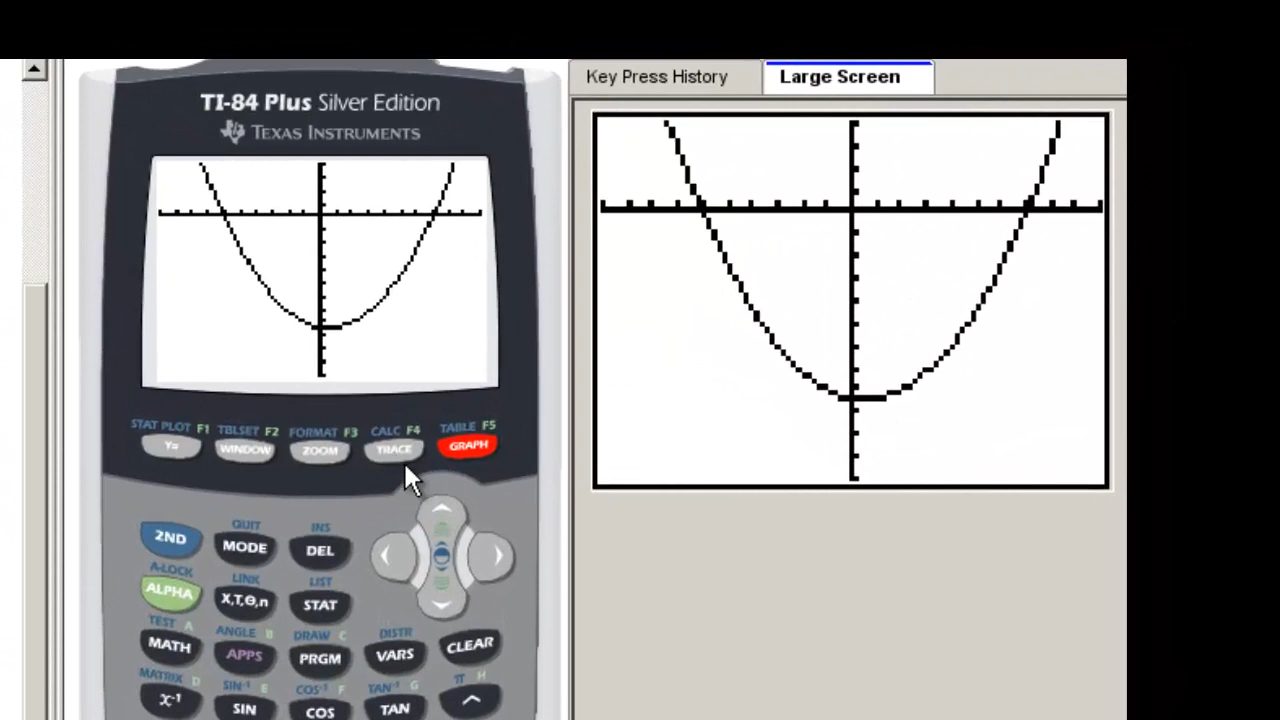 Key Press History
Large Screen
TI-84 Plus Silver Edition
TEXAS INSTRUMENTS
STAT PLOT F1 TBLSET F2 FORMAT F3 CALC F4 TABLE F5
Y= WINDOW ZOOM TRACE GRAPH
QUIT INS
2ND MODE DEL
A-LOCK LINK LIST
ALPHA X,T,Θ,n STAT
TEST A ANGLE B DRAW C DISTR
MATH APPS PRGM VARS CLEAR
MATRIX D SIN⁻¹ E COS⁻¹ F TAN⁻¹ G π H
X⁻¹ SIN COS TAN ^